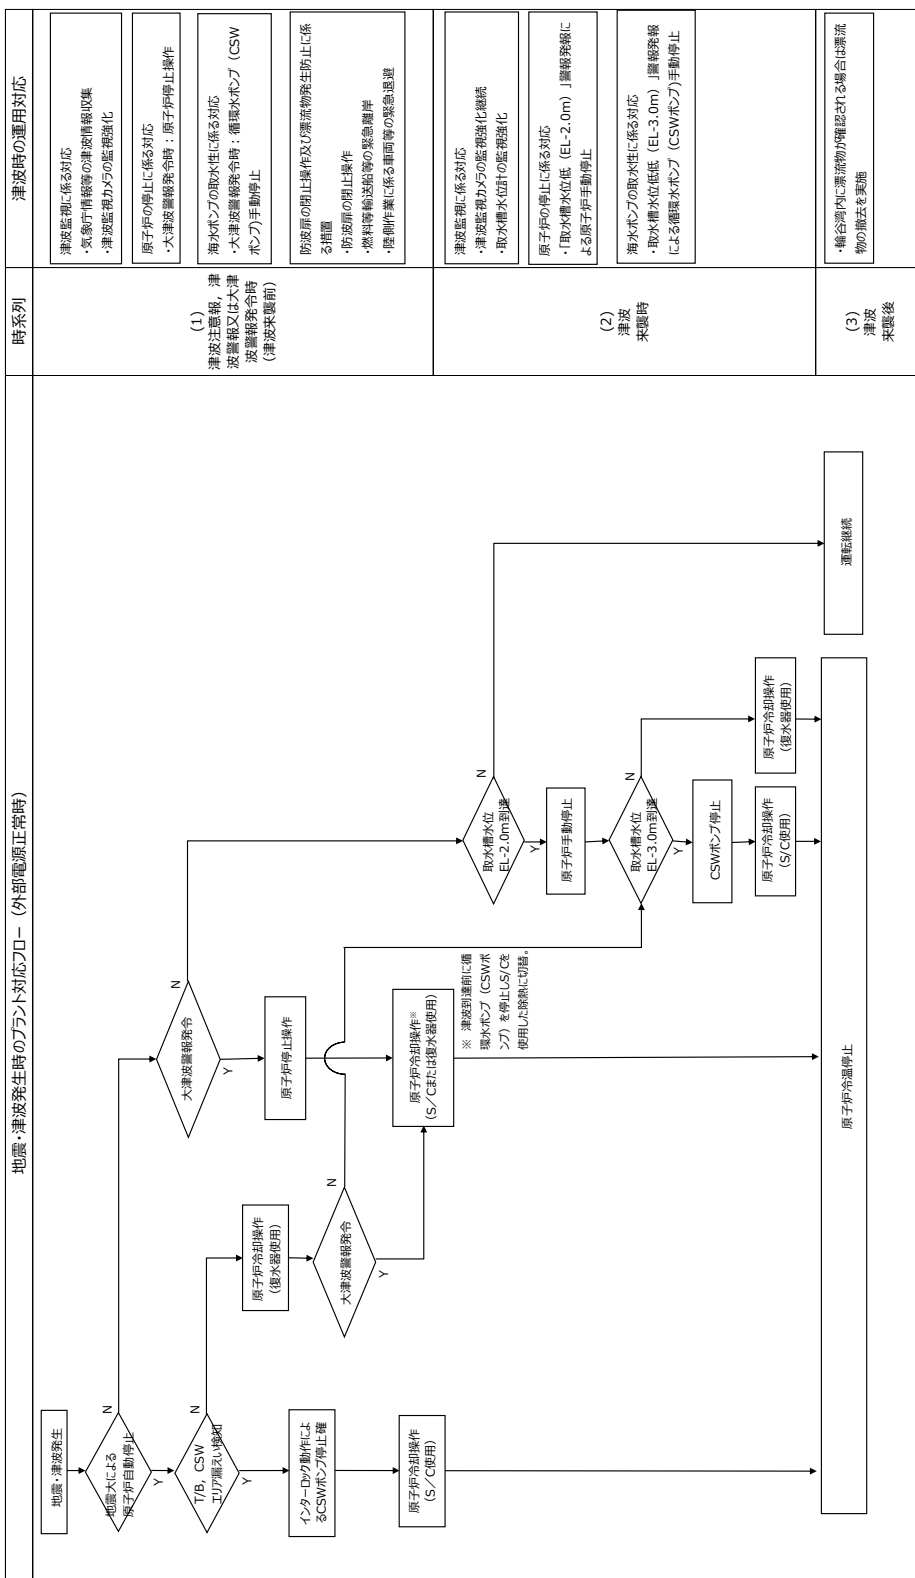 地震・津波発生時のプラント対応フロー（外部電源正常時）
時系列
津波時の運用対応
地震・津波発生
地震大による
原子炉自動停止
N
Y
T/B，CSW
エリア漏えい検知
N
Y
インターロック動作によ
るCSWポンプ停止確
原子炉冷却操作
（S／C使用）
原子炉冷却操作
（復水器使用）
大津波警報発令
N
Y
大津波警報発令
N
Y
原子炉停止操作
原子炉冷却操作※
（S／Cまたは復水器使用）
※ 津波到達前に循
環水ポンプ（CSWポ
ンプ）を停止しS/Cを
使用した除熱に切替。
取水槽水位
EL-2.0m到達
N
Y
原子炉手動停止
取水槽水位
EL-3.0m到達
N
Y
CSWポンプ停止
原子炉冷却操作
（S/C使用）
原子炉冷却操作
（復水器使用）
運転継続
原子炉冷温停止
（1）
津波注意報，津
波警報又は大津
波警報発令時
（津波来襲前）
津波監視に係る対応
・気象庁情報等の津波情報収集
・津波監視カメラの監視強化
原子炉の停止に係る対応
・大津波警報発令時：原子炉停止操作
海水ポンプの取水性に係る対応
・大津波警報発令時：循環水ポンプ（CSW
ポンプ)手動停止
防波扉の閉止操作及び漂流物発生防止に係
る措置
・防波扉の閉止操作
・燃料等輸送船等の緊急離岸
・陸側作業に係る車両等の緊急退避
（2）
津波
来襲時
津波監視に係る対応
・津波監視カメラの監視強化継続
・取水槽水位計の監視強化
原子炉の停止に係る対応
・「取水槽水位低（EL-2.0m）」警報発報に
よる原子炉手動停止
海水ポンプの取水性に係る対応
・取水槽水位低低（EL-3.0m）」警報発報
による循環水ポンプ（CSWポンプ)手動停止
（3）
津波
来襲後
・輪谷湾内に漂流物が確認される場合は漂流
物の撤去を実施